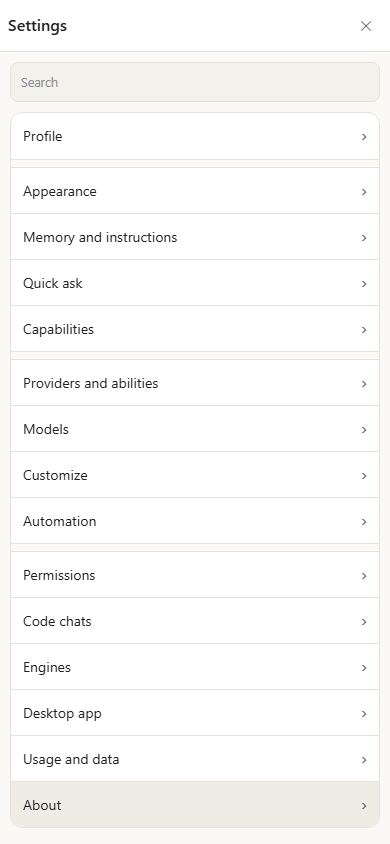 Settings
Search
Profile
Appearance
Memory and instructions
Quick ask
Capabilities
Providers and abilities
Models
Customize
Automation
Permissions
Code chats
Engines
Desktop app
Usage and data
About